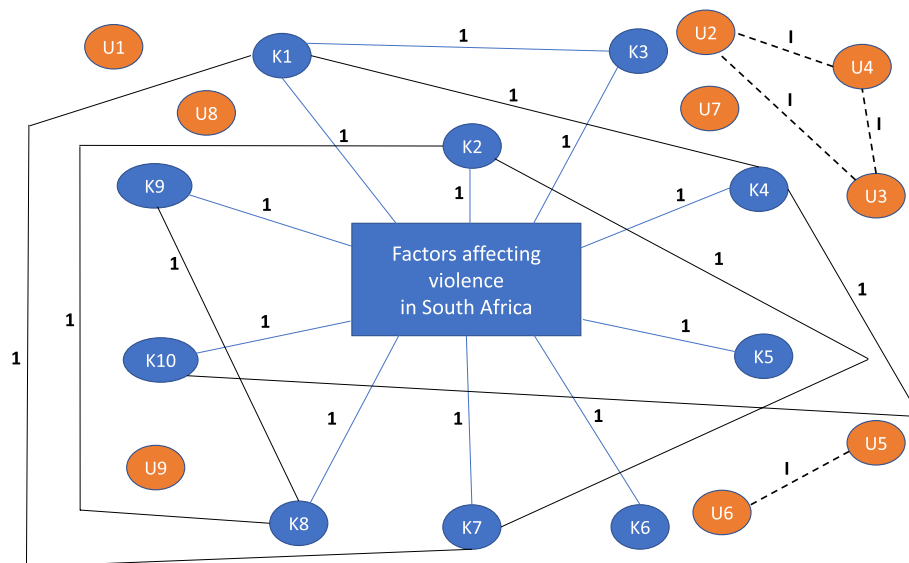 U1
K1
1
K3
U2
I
U4
U8
1
U7
I
I
1
K2
1
K9
1
1
1
K4
U3
1
Factors affecting
violence
in South Africa
1
1
1
1
K10
1
1
K5
1
1
1
1
U9
U5
I
K8
K7
K6
U6